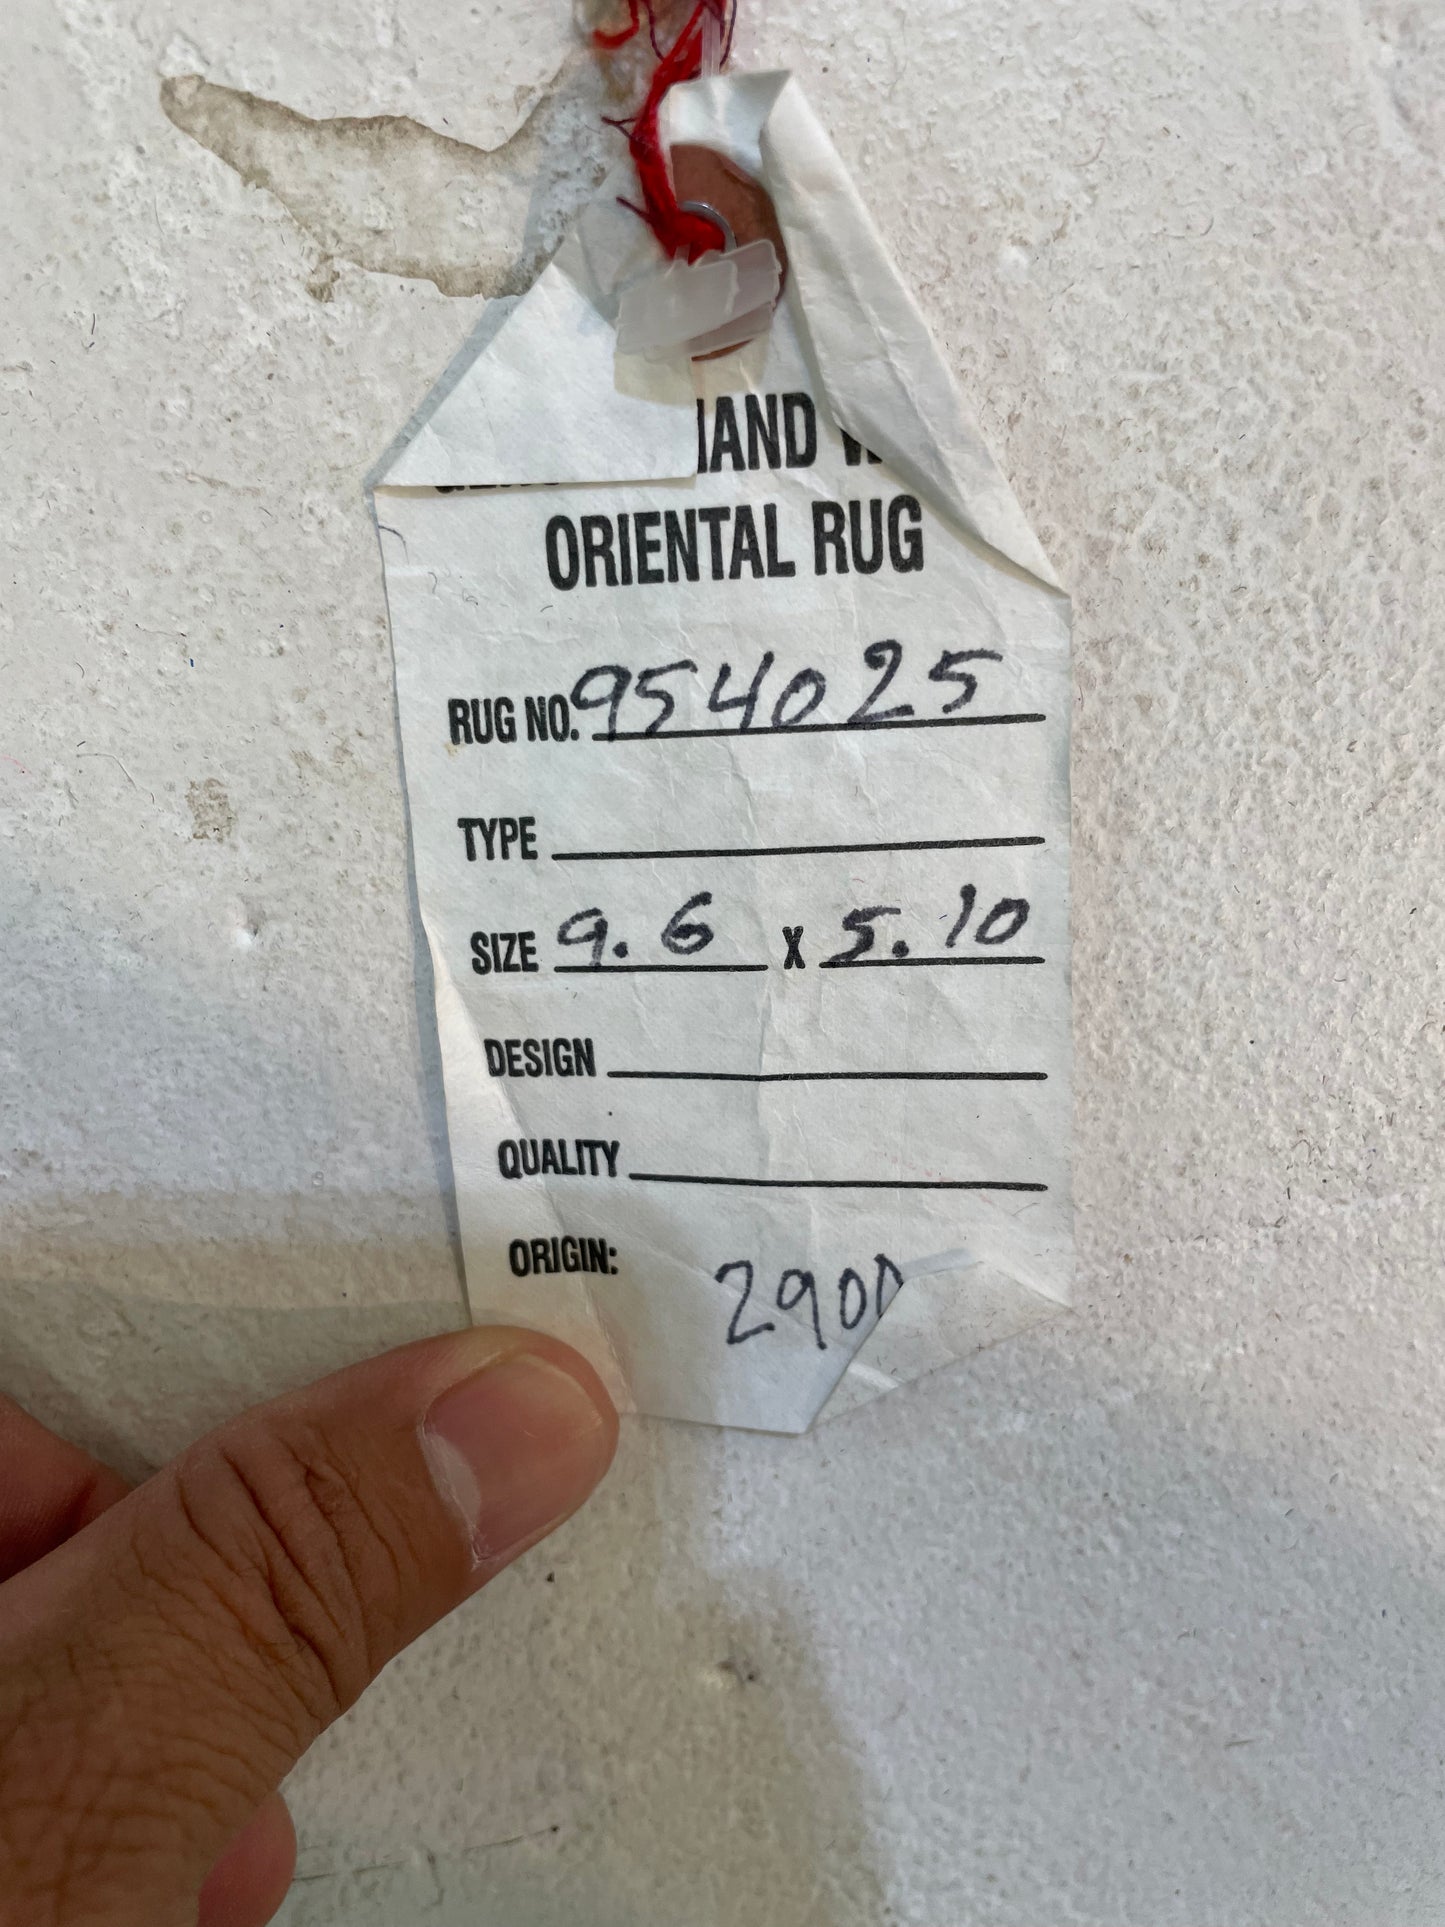 HAND
ORIENTAL RUG
RUG NO. 954025
TYPE
SIZE 9.6 X 5.10
DESIGN
QUALITY
ORIGIN: 290